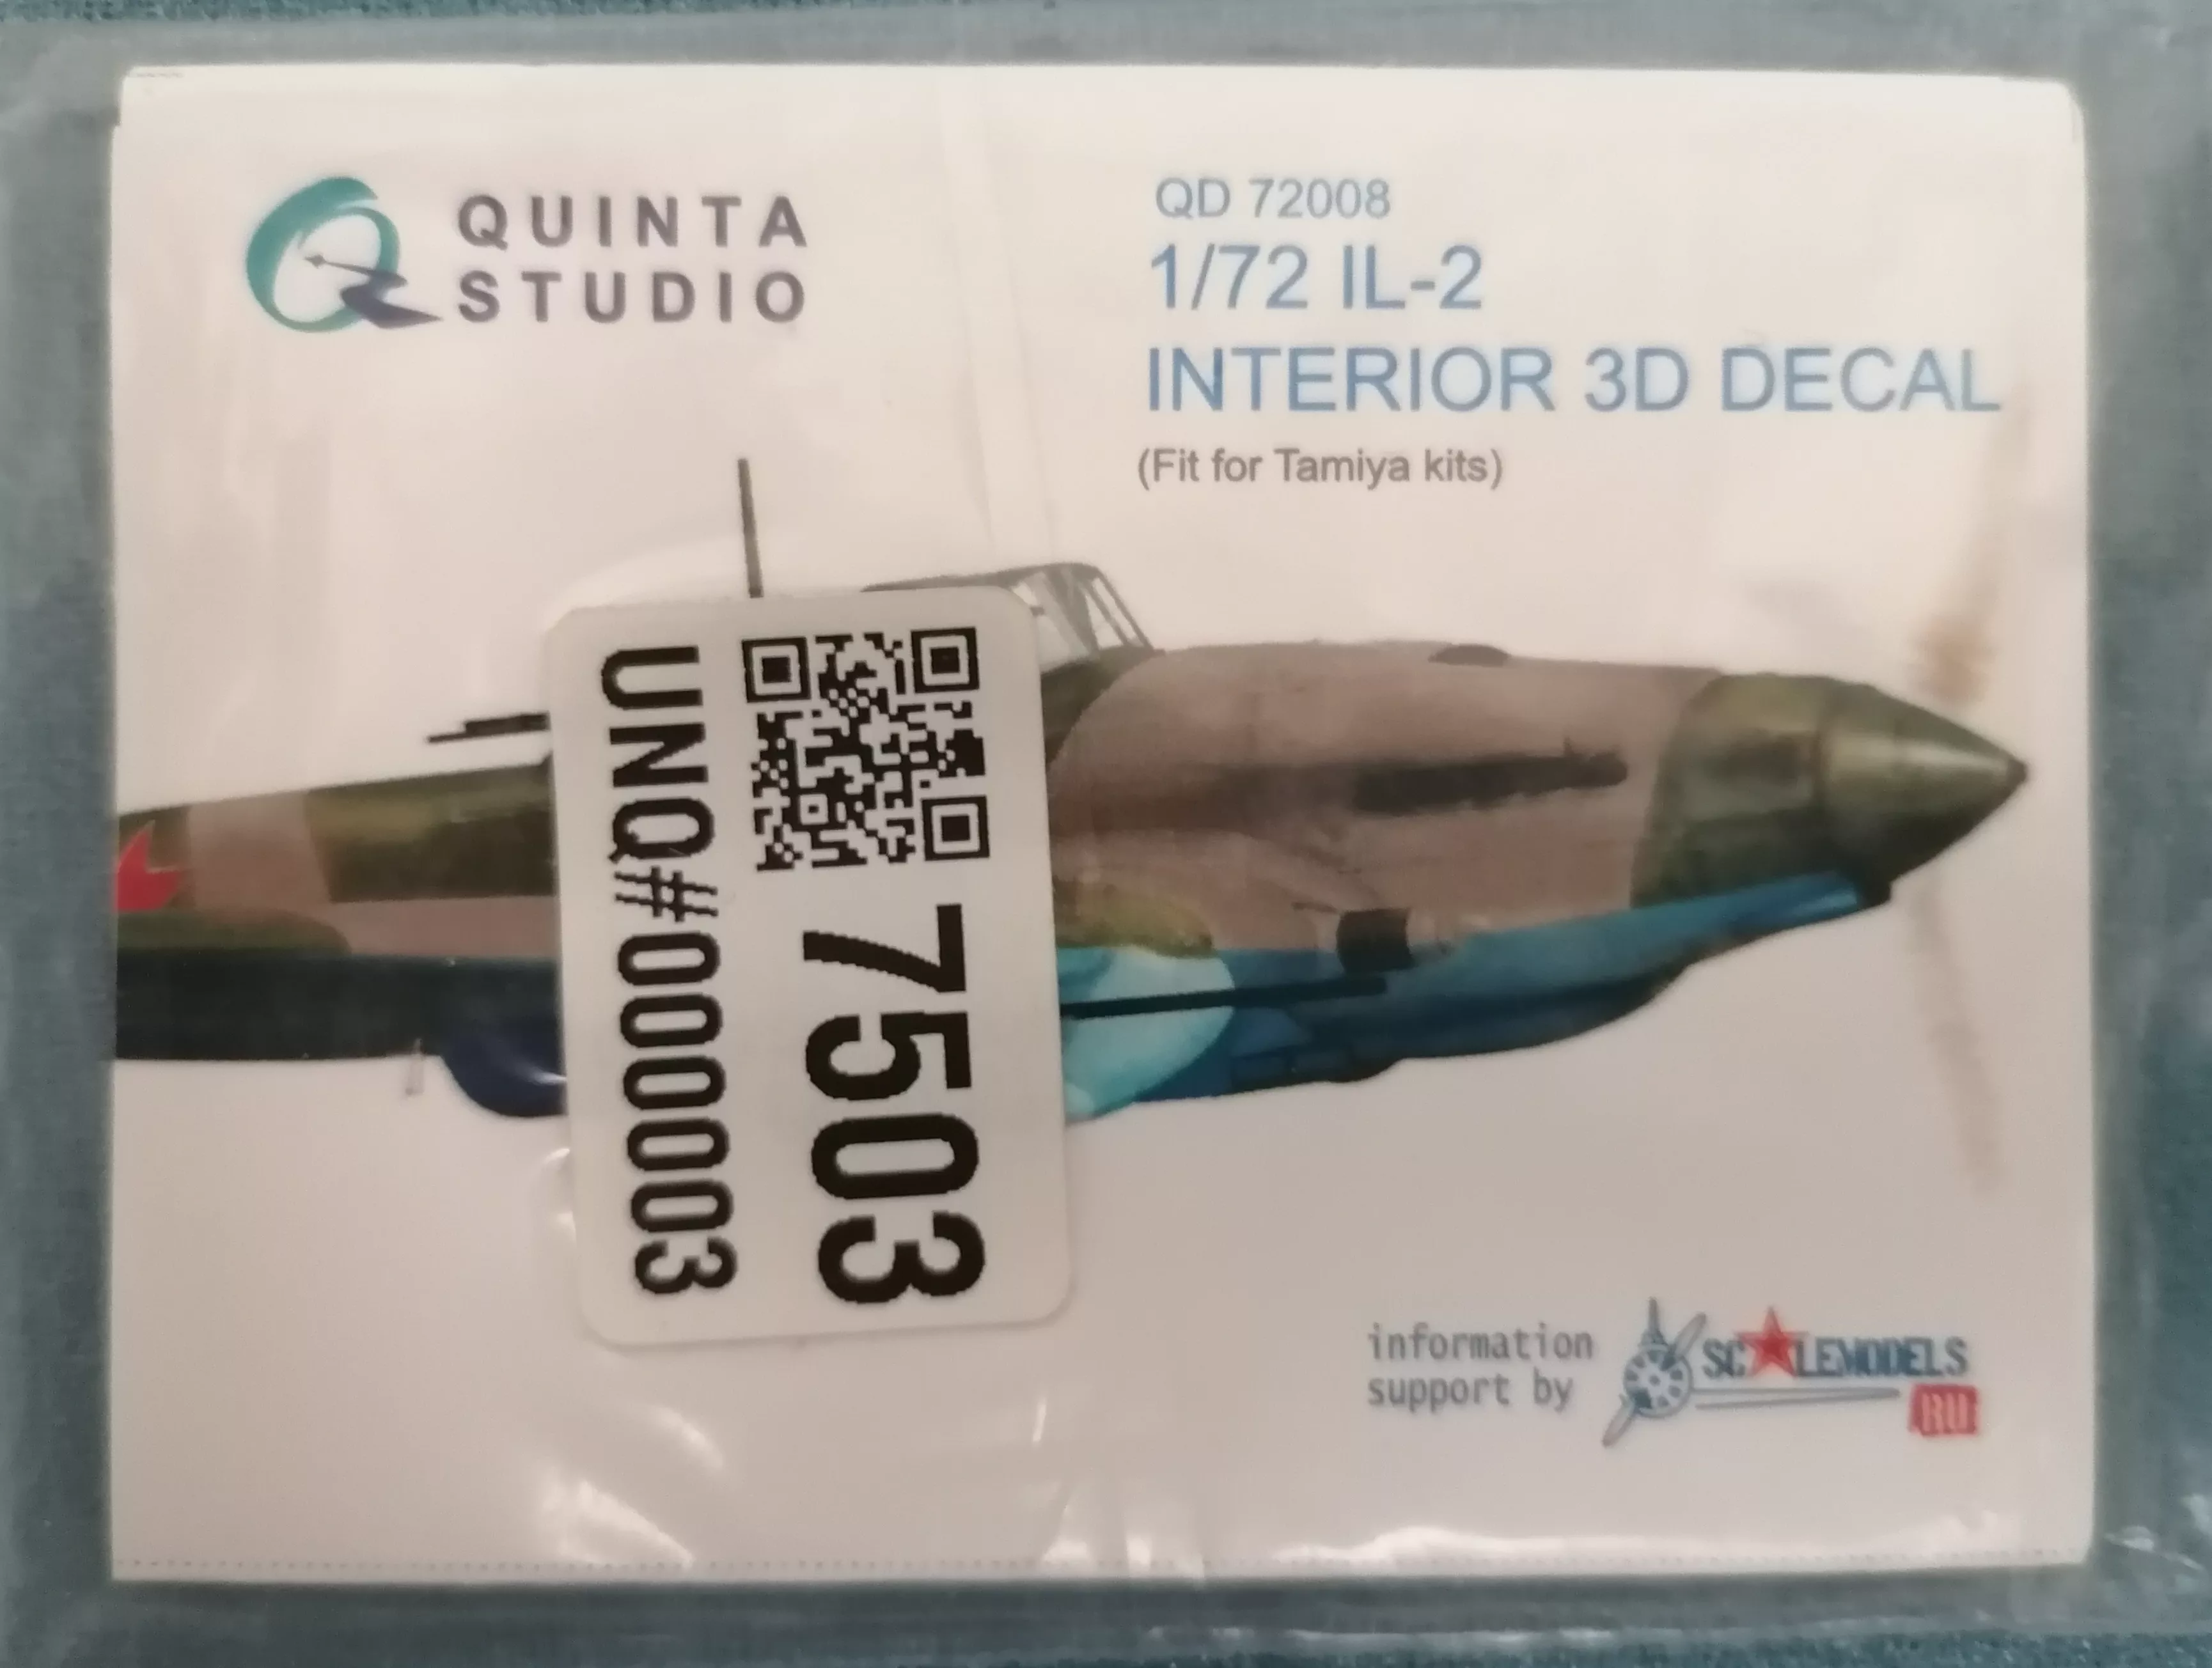 QUINTA
STUDIO
QD 72008
1/72 IL-2
INTERIOR 3D DECAL
(Fit for Tamiya kits)
UNQ#0000003
7503
information
support by
SCALEMODELS
RU